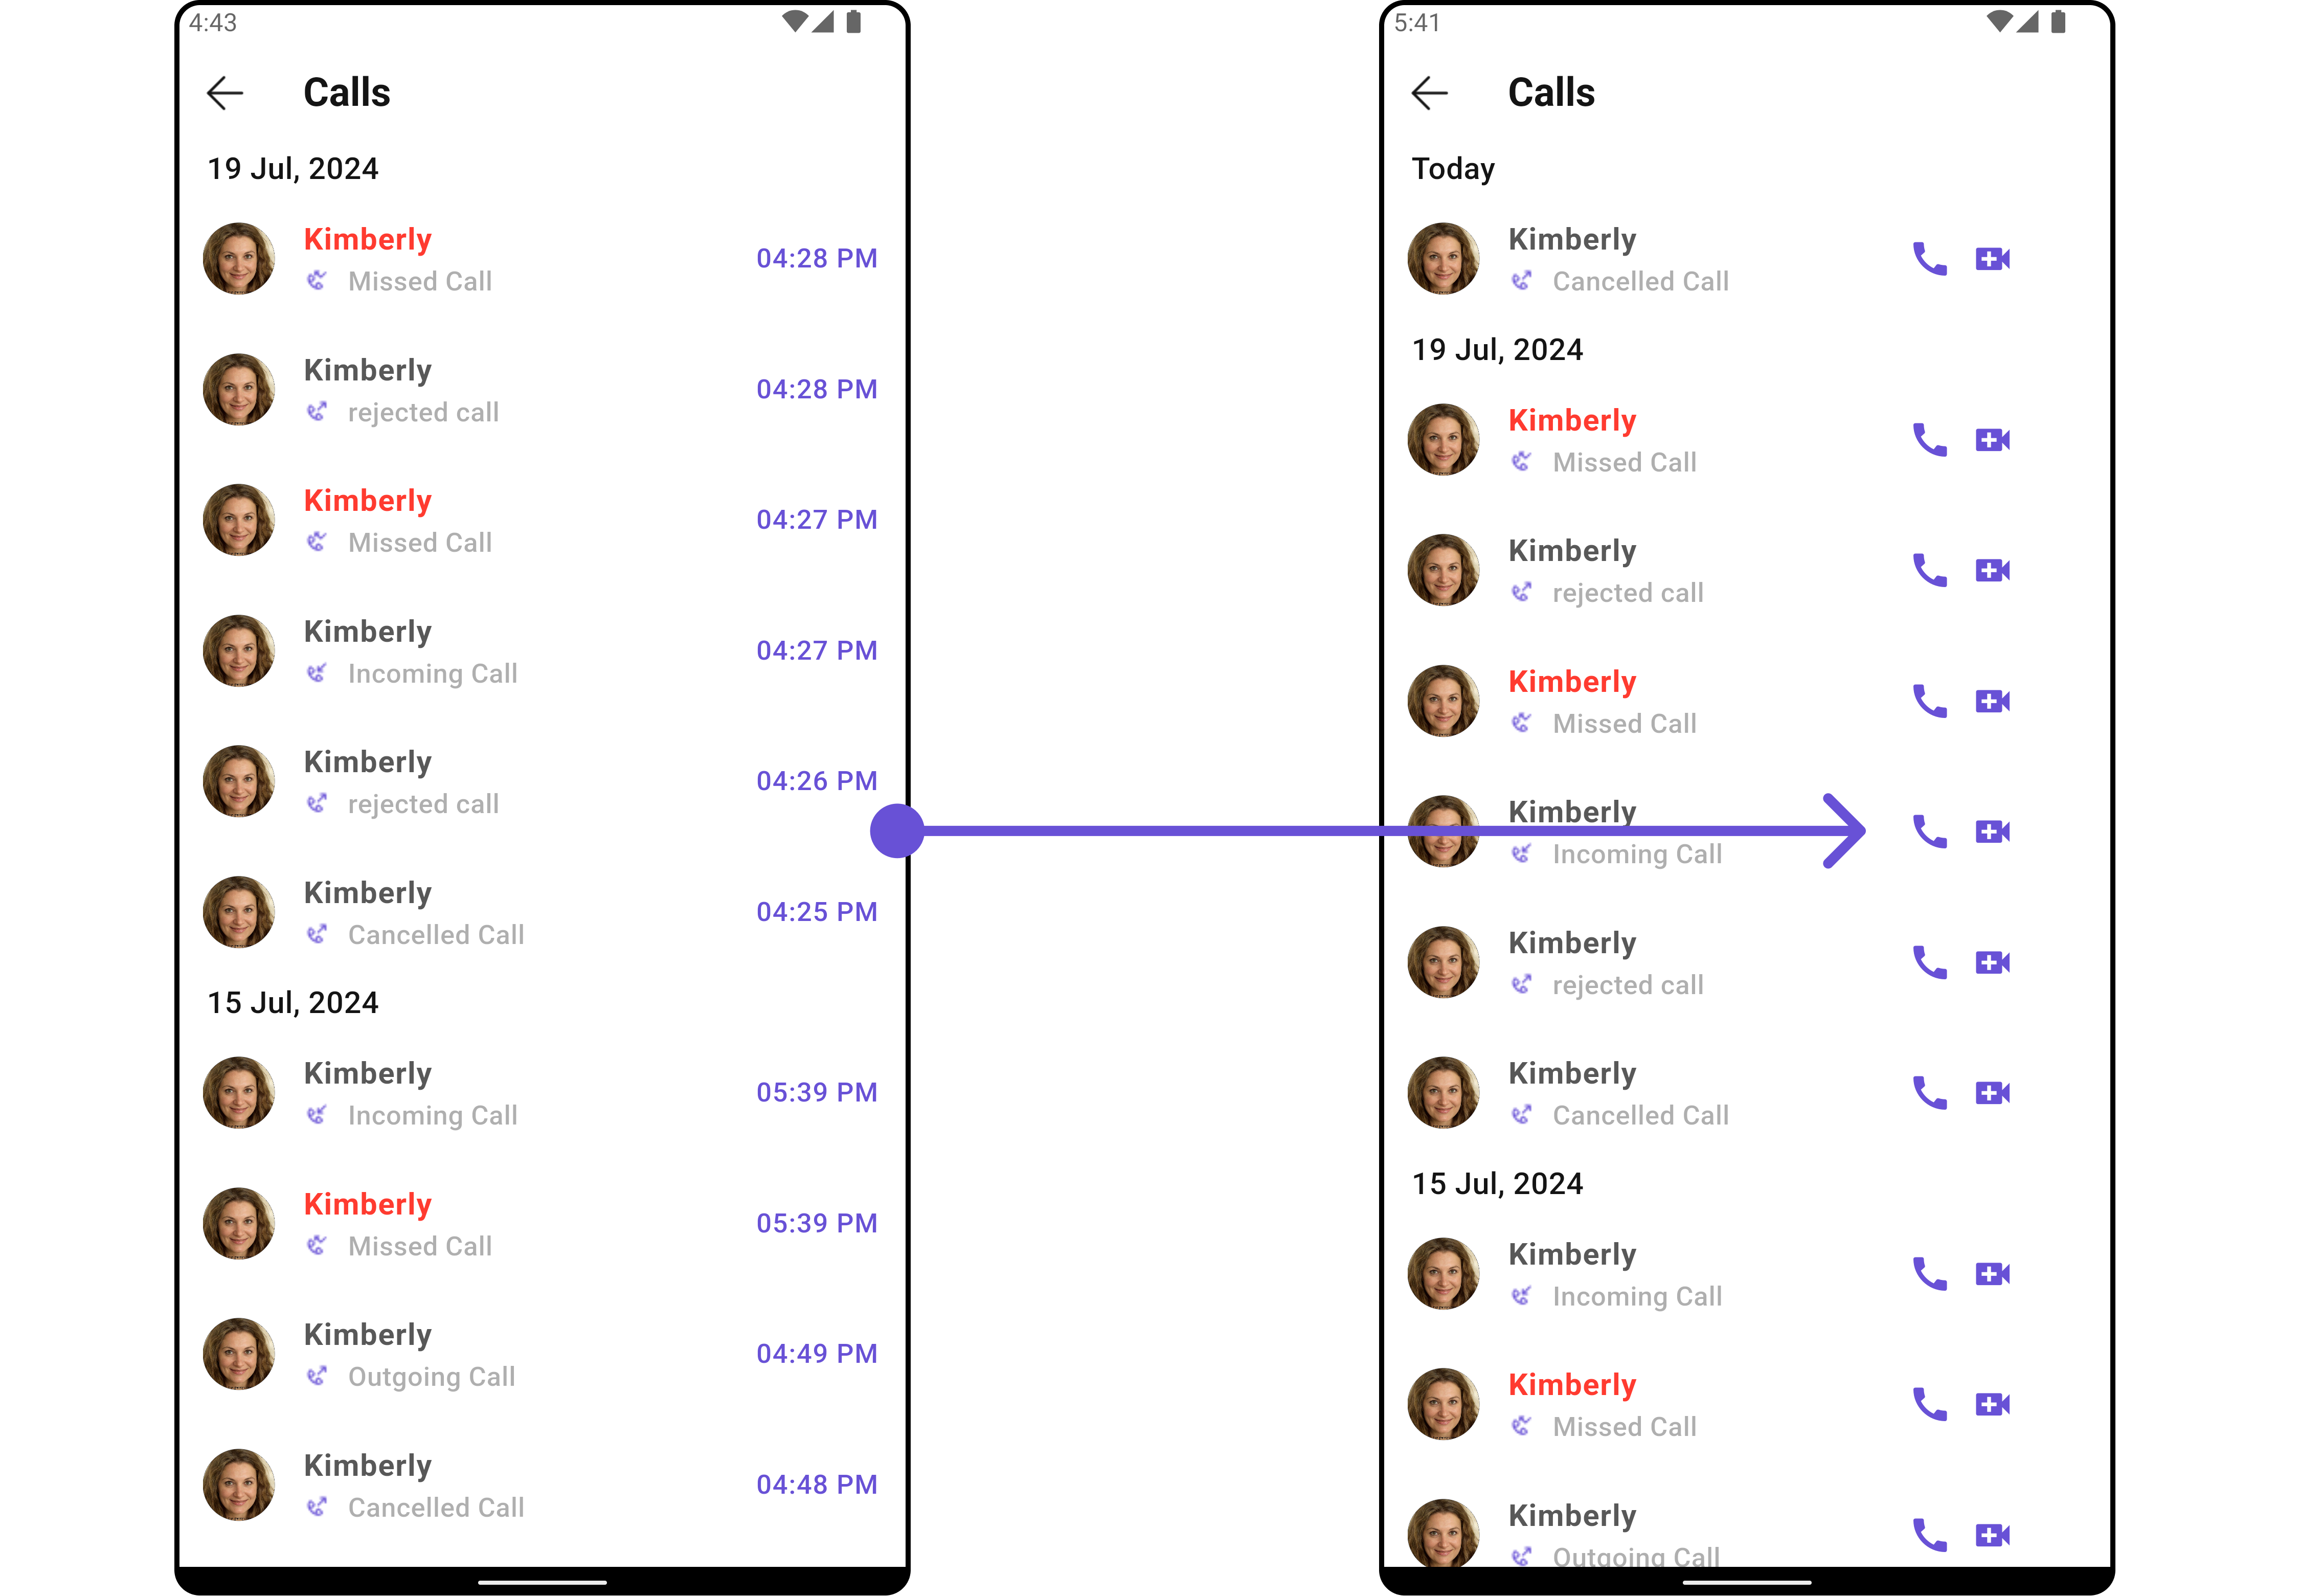 4:43
Calls
19 Jul, 2024
Kimberly
Missed Call
04:28 PM
Kimberly
rejected call
04:28 PM
Kimberly
Missed Call
04:27 PM
Kimberly
Incoming Call
04:27 PM
Kimberly
rejected call
04:26 PM
Kimberly
Cancelled Call
04:25 PM
15 Jul, 2024
Kimberly
Incoming Call
05:39 PM
Kimberly
Missed Call
05:39 PM
Kimberly
Outgoing Call
04:49 PM
Kimberly
Cancelled Call
04:48 PM
5:41
Calls
Today
Kimberly
Cancelled Call
19 Jul, 2024
Kimberly
Missed Call
Kimberly
rejected call
Kimberly
Missed Call
Kimberly
Incoming Call
Kimberly
rejected call
Kimberly
Cancelled Call
15 Jul, 2024
Kimberly
Incoming Call
Kimberly
Missed Call
Kimberly
Outgoing Call